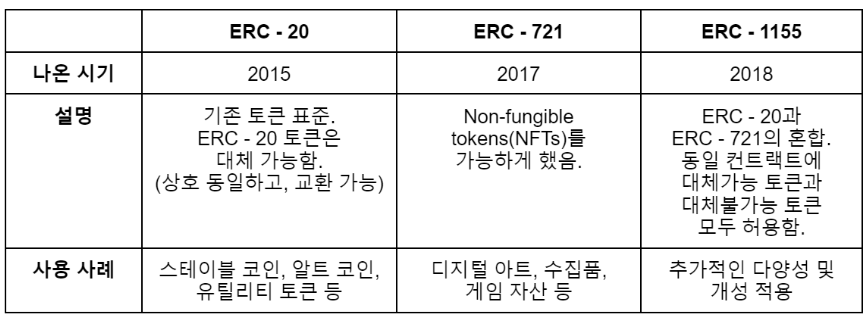 ERC - 20
ERC - 721
ERC - 1155
나온 시기
2015
2017
2018
설명
기존 토큰 표준.
ERC - 20 토큰은
대체 가능함.
(상호 동일하고, 교환 가능)
Non-fungible
tokens(NFTs)를
가능하게 했음.
ERC - 20과
ERC - 721의 혼합.
동일 컨트랙트에
대체가능 토큰과
대체불가능 토큰
모두 허용함.
사용 사례
스테이블 코인, 알트 코인,
유틸리티 토큰 등
디지털 아트, 수집품,
게임 자산 등
추가적인 다양성 및
개성 적용